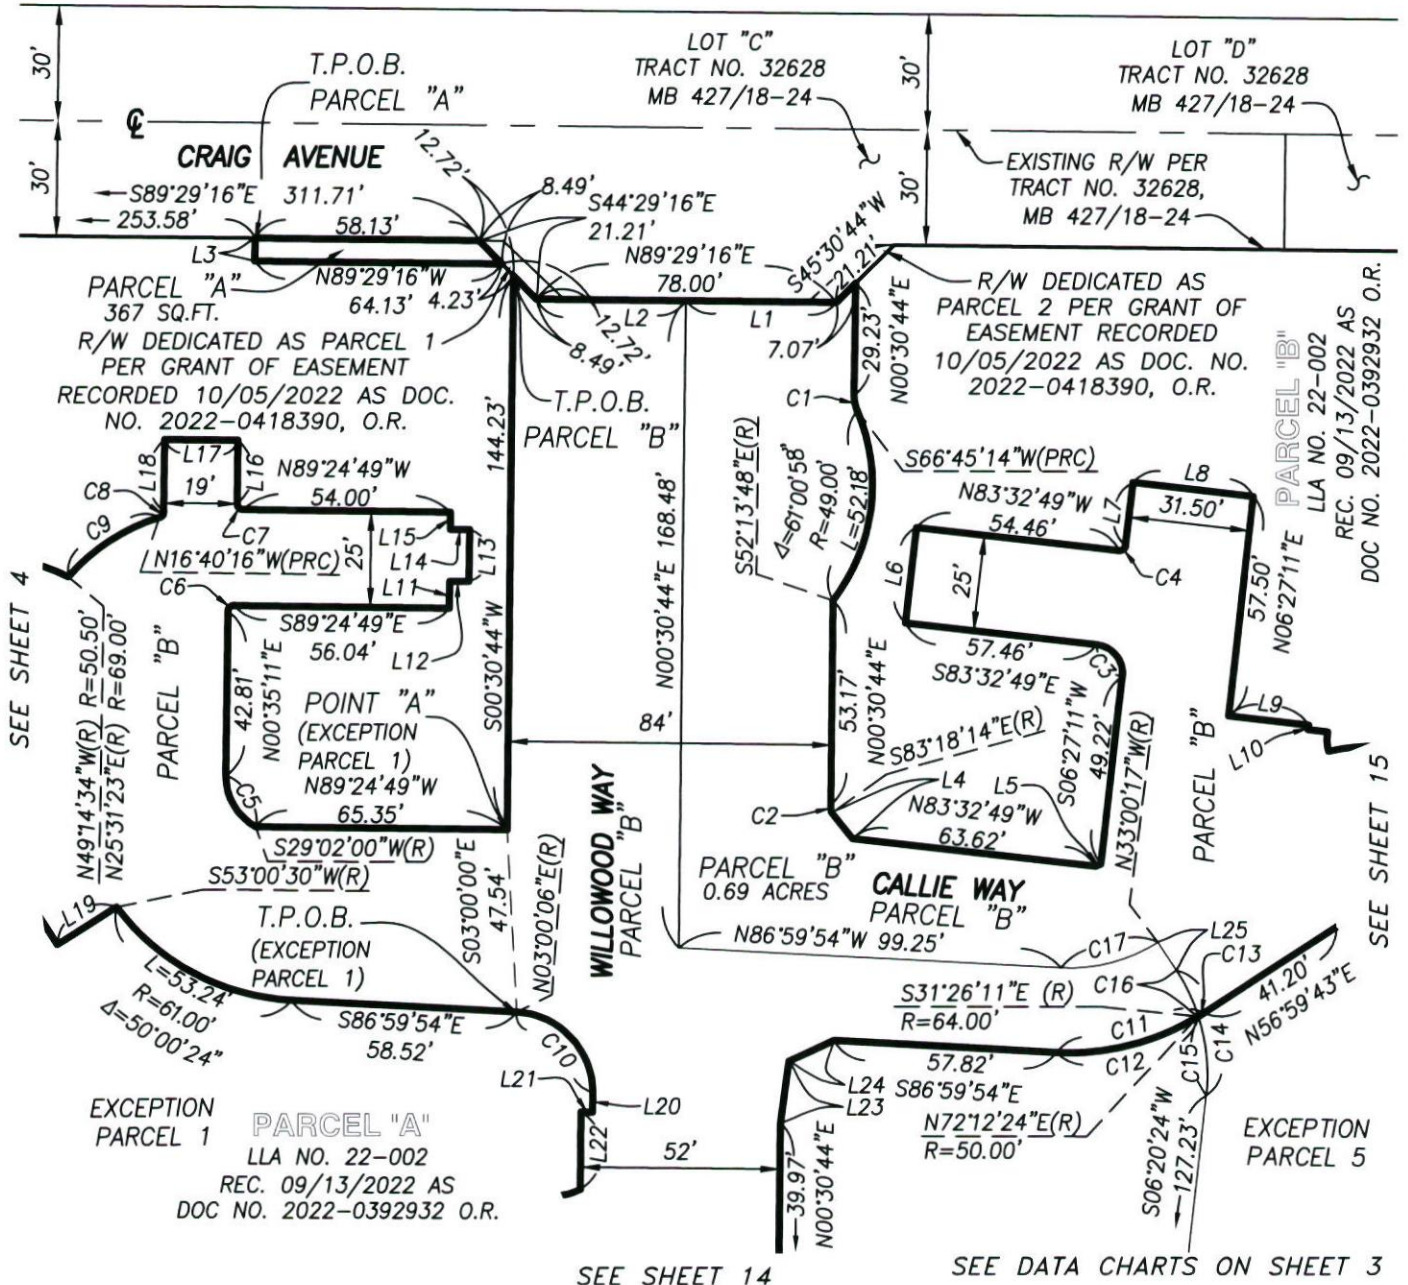 30'
30'
30'
30'
T.P.O.B.
PARCEL "A"
LOT "C"
TRACT NO. 32628
MB 427/18-24
LOT "D"
TRACT NO. 32628
MB 427/18-24
CRAIG AVENUE
EXISTING R/W PER
TRACT NO. 32628,
MB 427/18-24
S89°29'16"E 311.71'
253.58'
58.13'
12.72'
8.49'
S44°29'16"E
21.21'
S45°30'44"W
21.21'
L3
N89°29'16"W
64.13'
4.23'
N89°29'16"E
78.00'
L2
L1
12.72'
8.49'
7.07'
PARCEL "A"
367 SQ.FT.
R/W DEDICATED AS PARCEL 1
PER GRANT OF EASEMENT
RECORDED 10/05/2022 AS DOC.
NO. 2022-0418390, O.R.
29.23'
N00°30'44"E
R/W DEDICATED AS
PARCEL 2 PER GRANT OF
EASEMENT RECORDED
10/05/2022 AS DOC. NO.
2022-0418390, O.R.
PARCEL "B"
LLA NO. 22-002
REC. 09/13/2022 AS
DOC NO. 2022-0392932 O.R.
T.P.O.B.
PARCEL "B"
C1
S66°45'14"W(PRC)
S52°13'48"E(R)
Δ=61°00'58"
R=49.00'
L=52.18'
144.23'
S00°30'44"W
N00°30'44"E 168.48'
L18
L17
L16
19'
N89°24'49"W
54.00'
C8
C9
C7
N16°40'16"W(PRC)
25'
L15
L14
L13
L11
L12
C6
S89°24'49"E
56.04'
N83°32'49"W
54.46'
L7
L8
31.50'
C4
L6
25'
57.46'
S83°32'49"E
C3
57.50'
N06°27'11"E
L9
L10
SEE SHEET 4
N49°14'34"W(R) R=50.50'
N25°31'23"E(R) R=69.00'
PARCEL "B"
42.81'
N00°35'11"E
POINT "A"
(EXCEPTION
PARCEL 1)
N89°24'49"W
65.35'
C5
84'
53.17'
N00°30'44"E
S83°18'14"E(R)
L4
L5
C2
N83°32'49"W
63.62'
S06°27'11"W
49.22'
N33°00'17"W(R)
PARCEL "B"
SEE SHEET 15
S29°02'00"W(R)
S53°00'30"W(R)
L19
T.P.O.B.
(EXCEPTION
PARCEL 1)
S03°00'00"E
47.54'
N03°00'06"E(R)
WILLOWOOD WAY
PARCEL "B"
PARCEL "B"
0.69 ACRES
CALLIE WAY
PARCEL "B"
N86°59'54"W 99.25'
C17
L25
C13
C16
L=53.24'
R=61.00'
Δ=50°00'24"
S86°59'54"E
58.52'
C10
S31°26'11"E (R)
R=64.00'
41.20'
N56°59'43"E
C11
C12
C15
C14
57.82'
S86°59'54"E
L24
L23
L21
L20
L22
52'
N72°12'24"E(R)
R=50.00'
39.97'
N00°30'44"E
S06°20'24"W
127.23'
EXCEPTION
PARCEL 1
PARCEL "A"
LLA NO. 22-002
REC. 09/13/2022 AS
DOC NO. 2022-0392932 O.R.
EXCEPTION
PARCEL 5
SEE SHEET 14
SEE DATA CHARTS ON SHEET 3